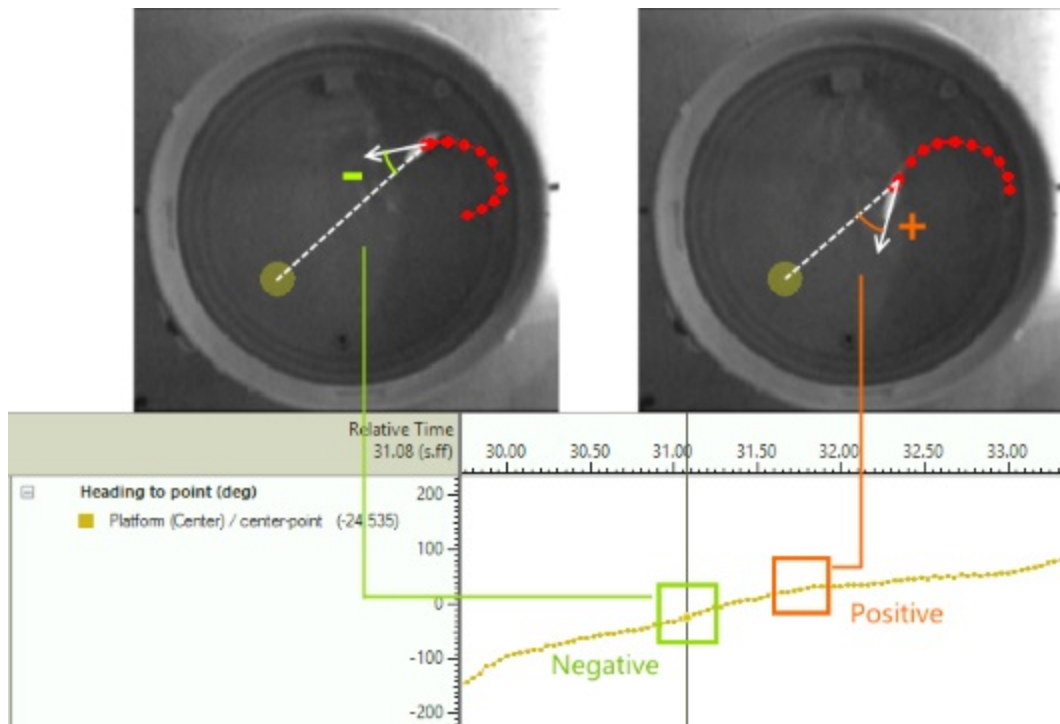 -
+
Relative Time
31.08 (s.ff)
30.00 30.50 31.00 31.50 32.00 32.50 33.00
Heading to point (deg)
Platform (Center) / center-point (-24.535)
200
100
0
-100
-200
Negative
Positive